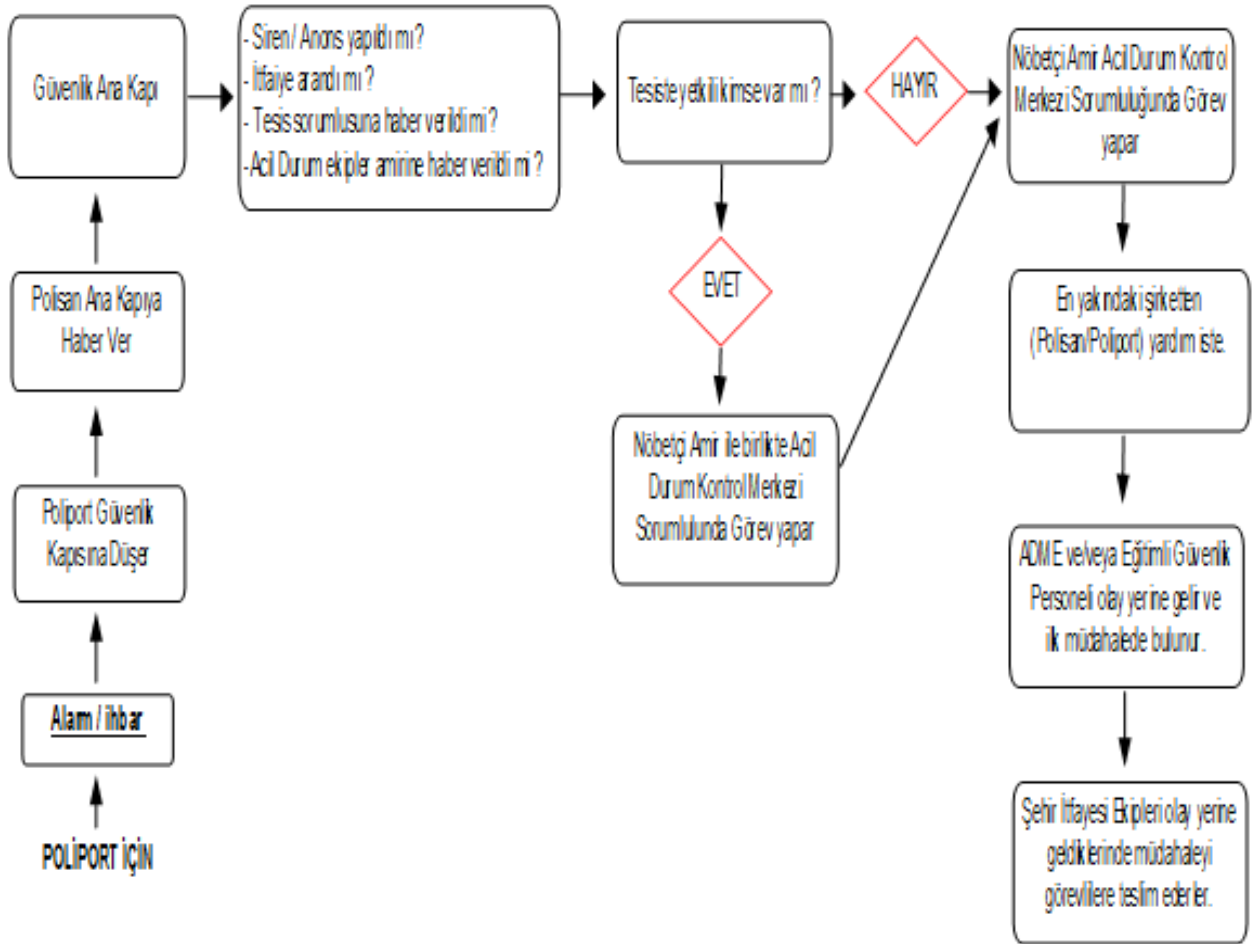 Güvenlik Ana Kapı
- Siren / Anons yapıldı mı ?
- İtfaiye arandı mı ?
- Tesis sorumlusuna haber verildi mi ?
- Acil Durum ekipler amirine haber verildi mi ?
Tesiste yetkili kimse var mı ?
HAYIR
Nöbetçi Amir Acil Durum Kontrol
Merkezi Sorumluluğunda Görev
yapar
Polisan Ana Kapıya
Haber Ver
EVET
En yakındaki şirketten
(Polisan/Poliport) yardım iste.
Nöbetçi Amir ile birlikte Acil
Durum Kontrol Merkezi
Sorumlulunda Görev yapar
Poliport Güvenlik
Kapısına Düşer
ADME ve/veya Eğitimli Güvenlik
Personeli olay yerine gelir ve
ilk müdahalede bulunur.
Alarm / ihbar
Şehir İtfayesi Ekipleri olay yerine
geldiklerinde müdahaleyi
görevlilere teslim ederler.
POLİPORT İÇİN